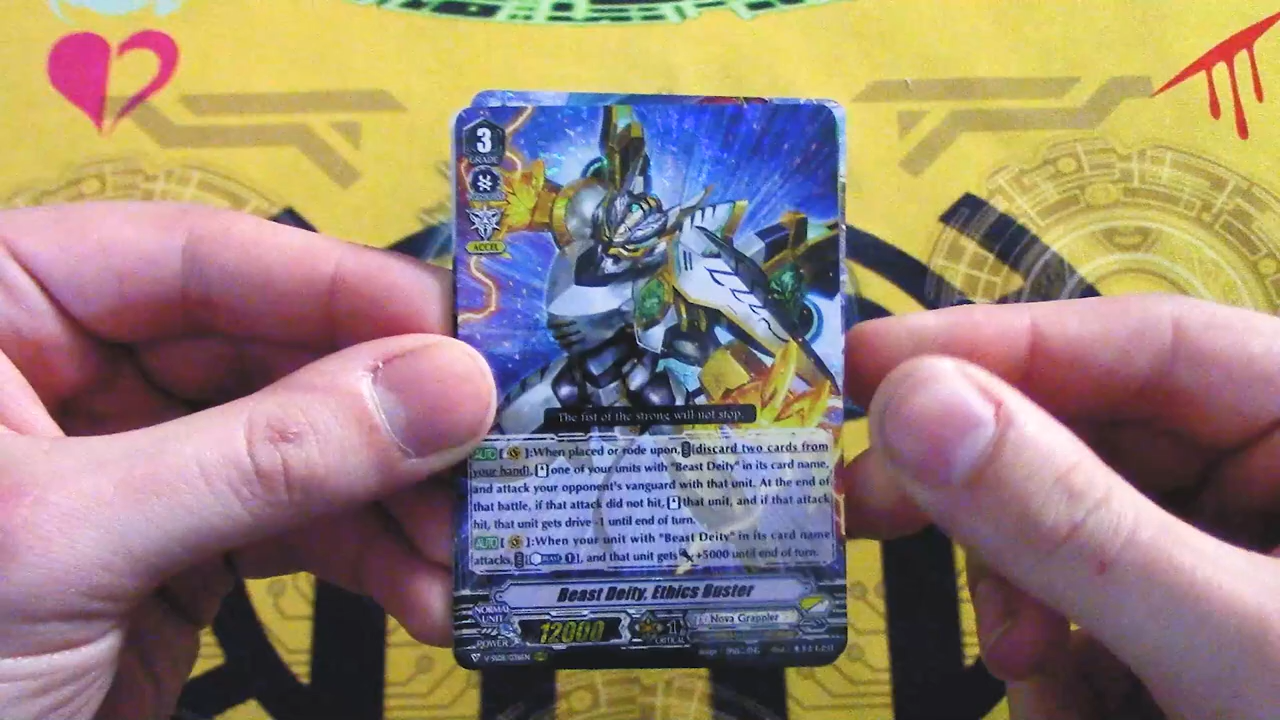 3
GRADE
ACCEL
The fist of the strong will not stop.
AUTO [ ]:When placed or rode upon, [discard two cards from
your hand], [ ] one of your units with "Beast Deity" in its card name,
and attack your opponent's vanguard with that unit. At the end of
that battle, if that attack did not hit, [ ] that unit, and if that attack
hit, that unit gets drive -1 until end of turn.
AUTO [ ]:When your unit with "Beast Deity" in its card name
attacks, [ BLAST 1], and that unit gets +5000 until end of turn.
Beast Deity, Ethics Buster
NORMAL
UNIT
POWER
12000
1
CRITICAL
Nova Grappler